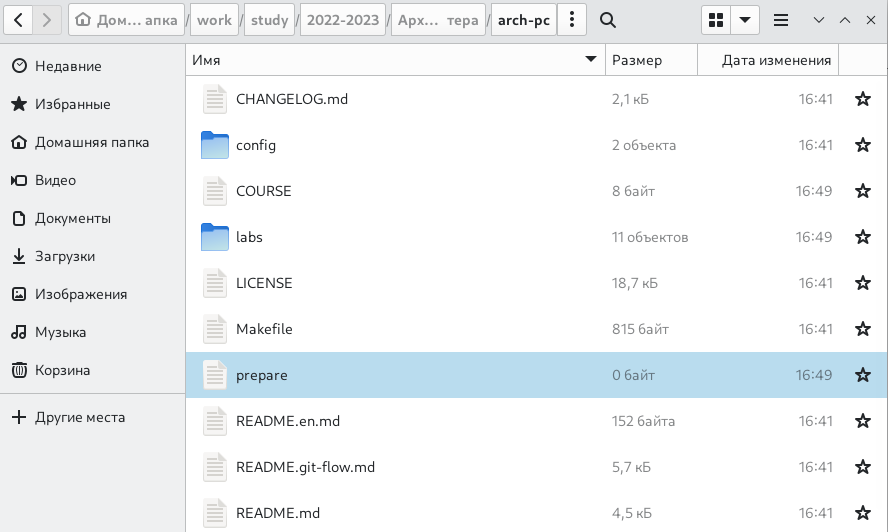 Дом… апка / work / study / 2022-2023 / Арх… тера / arch-pc
Имя Размер Дата изменения
Недавние
Избранные
Домашняя папка
Видео
Документы
Загрузки
Изображения
Музыка
Корзина
Другие места
CHANGELOG.md 2,1 кБ 16:41
config 2 объекта 16:41
COURSE 8 байт 16:49
labs 11 объектов 16:49
LICENSE 18,7 кБ 16:41
Makefile 815 байт 16:41
prepare 0 байт 16:49
README.en.md 152 байта 16:41
README.git-flow.md 5,7 кБ 16:41
README.md 4,5 кБ 16:41